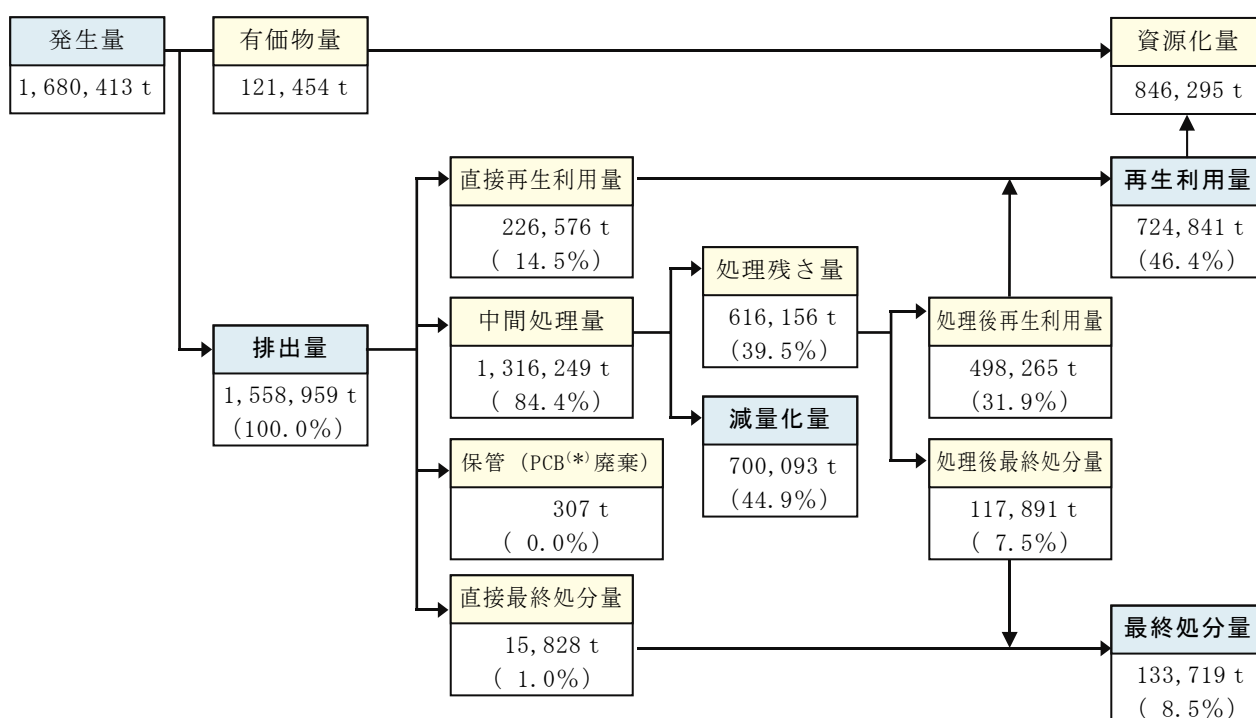 発生量
1,680,413 t
有価物量
121,454 t
資源化量
846,295 t
直接再生利用量
226,576 t
( 14.5%)
再生利用量
724,841 t
(46.4%)
処理残さ量
616,156 t
(39.5%)
中間処理量
1,316,249 t
( 84.4%)
処理後再生利用量
498,265 t
(31.9%)
排出量
1,558,959 t
(100.0%)
減量化量
700,093 t
(44.9%)
保管 (PCB(*)廃棄)
307 t
( 0.0%)
処理後最終処分量
117,891 t
( 7.5%)
直接最終処分量
15,828 t
( 1.0%)
最終処分量
133,719 t
( 8.5%)